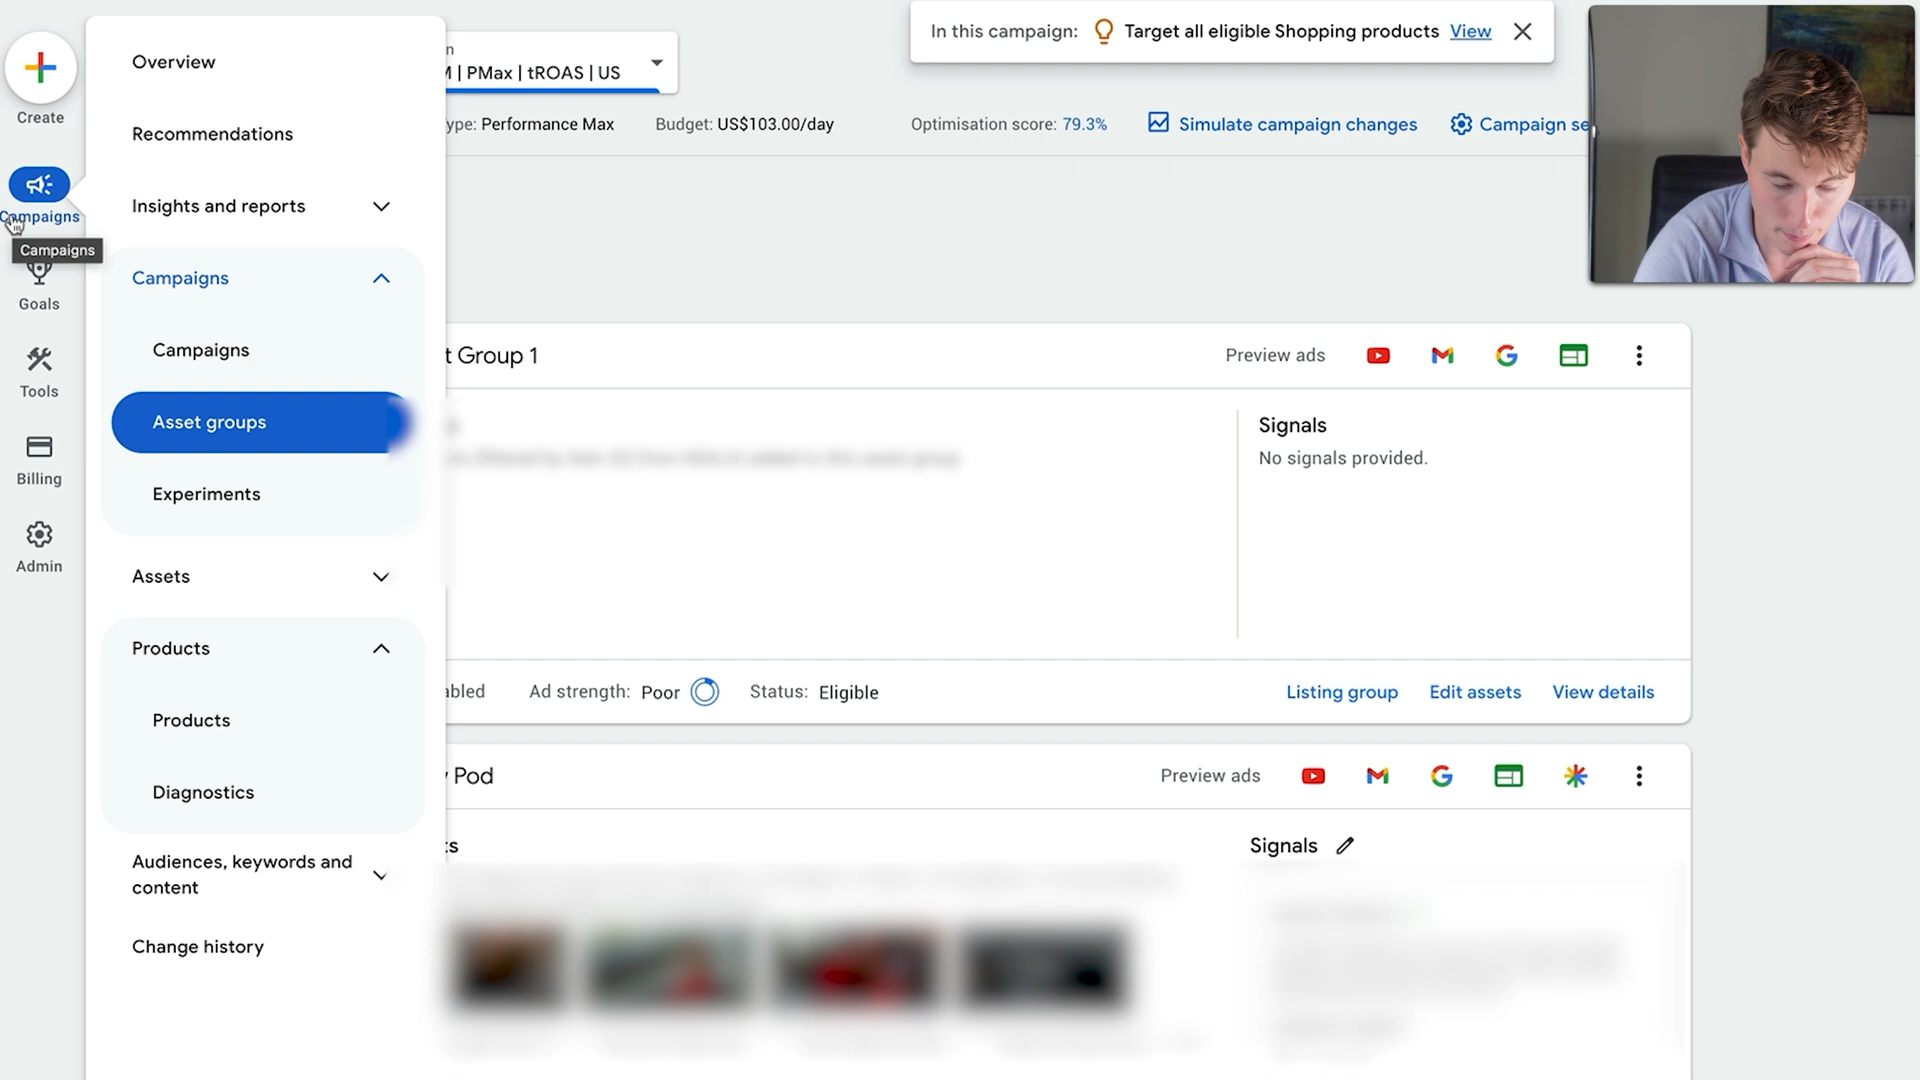 Create
Campaigns
Campaigns
Goals
Tools
Billing
Admin
Overview
Recommendations
Insights and reports
Campaigns
Campaigns
Asset groups
Experiments
Assets
Products
Products
Diagnostics
Audiences, keywords and
content
Change history
n
| PMax | tROAS | US
In this campaign: Target all eligible Shopping products View
ype: Performance Max Budget: US$103.00/day Optimisation score: 79.3% Simulate campaign changes Campaign se
t Group 1 Preview ads
Signals
No signals provided.
abled Ad strength: Poor Status: Eligible Listing group Edit assets View details
Pod Preview ads
ts Signals